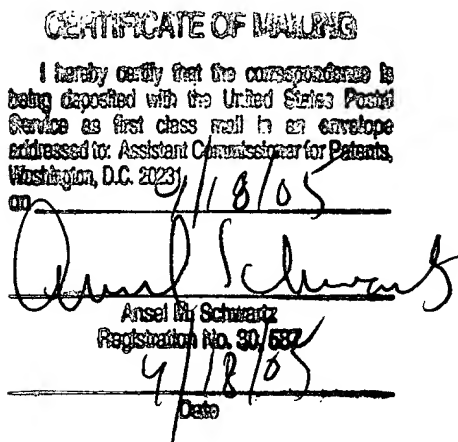 CERTIFICATE OF MAILING
I hereby certify that the correspondence is
being deposited with the United States Postal
Service as first class mail in an envelope
addressed to: Assistant Commissioner for Patents,
Washington, D.C. 20231
on 4/18/05
Ansel M. Schwartz
Ansel M. Schwartz
Registration No. 30,587
4/18/05
Date